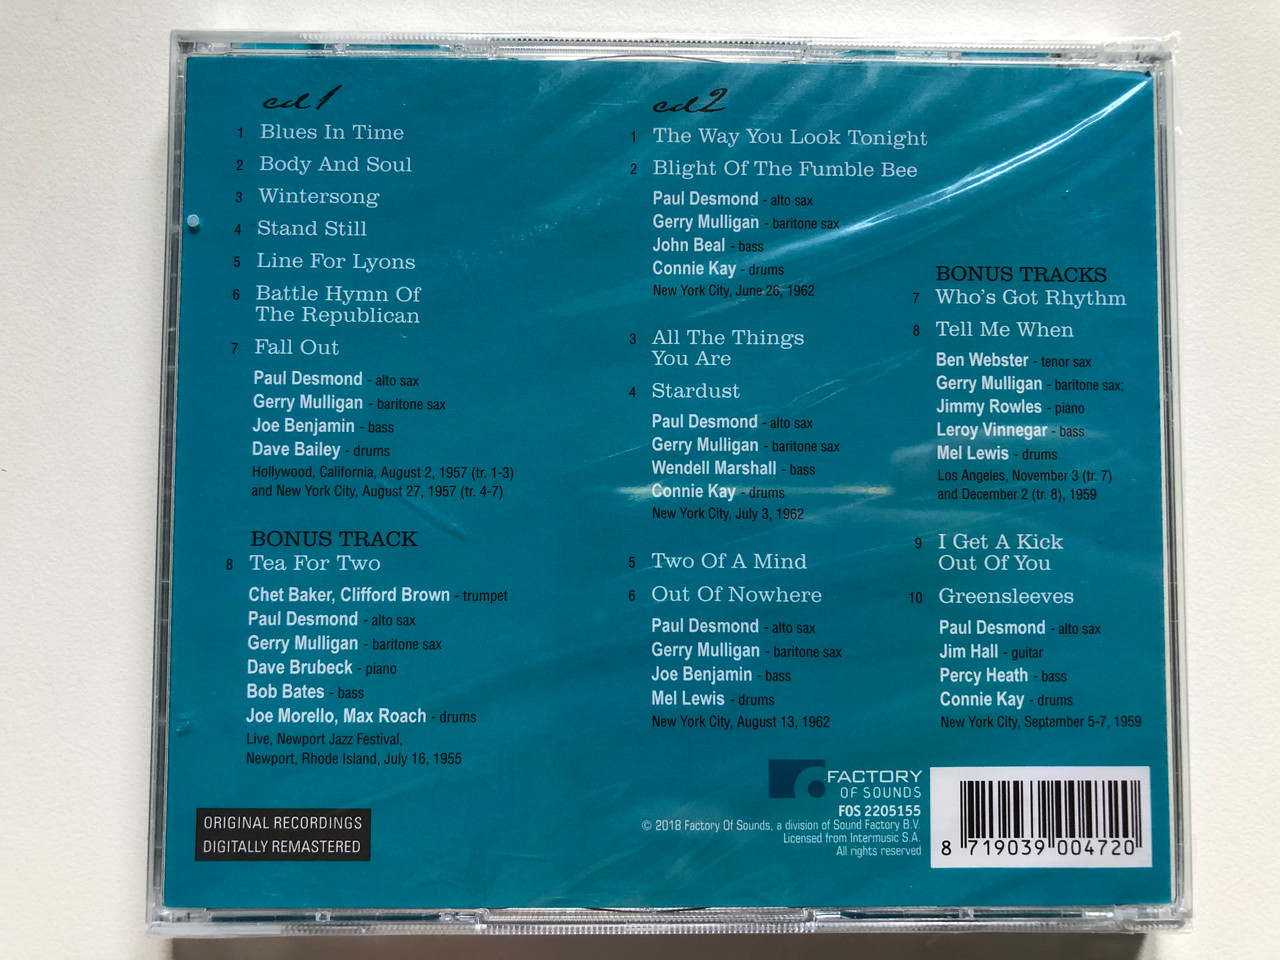 cd1
1 Blues In Time
2 Body And Soul
3 Wintersong
4 Stand Still
5 Line For Lyons
6 Battle Hymn Of
The Republican
7 Fall Out
Paul Desmond - alto sax
Gerry Mulligan - baritone sax
Joe Benjamin - bass
Dave Bailey - drums
Hollywood, California, August 2, 1957 (tr. 1-3)
and New York City, August 27, 1957 (tr. 4-7)
BONUS TRACK
8 Tea For Two
Chet Baker, Clifford Brown - trumpet
Paul Desmond - alto sax
Gerry Mulligan - baritone sax
Dave Brubeck - piano
Bob Bates - bass
Joe Morello, Max Roach - drums
Live, Newport Jazz Festival,
Newport, Rhode Island, July 16, 1955
ORIGINAL RECORDINGS
DIGITALLY REMASTERED
cd2
1 The Way You Look Tonight
2 Blight Of The Fumble Bee
Paul Desmond - alto sax
Gerry Mulligan - baritone sax
John Beal - bass
Connie Kay - drums
New York City, June 26, 1962
3 All The Things
You Are
4 Stardust
Paul Desmond - alto sax
Gerry Mulligan - baritone sax
Wendell Marshall - bass
Connie Kay - drums
New York City, July 3, 1962
5 Two Of A Mind
6 Out Of Nowhere
Paul Desmond - alto sax
Gerry Mulligan - baritone sax
Joe Benjamin - bass
Mel Lewis - drums
New York City, August 13, 1962
BONUS TRACKS
7 Who's Got Rhythm
8 Tell Me When
Ben Webster - tenor sax
Gerry Mulligan - baritone sax;
Jimmy Rowles - piano
Leroy Vinnegar - bass
Mel Lewis - drums
Los Angeles, November 3 (tr. 7)
and December 2 (tr. 8), 1959
9 I Get A Kick
Out Of You
10 Greensleeves
Paul Desmond - alto sax
Jim Hall - guitar
Percy Heath - bass
Connie Kay - drums
New York City, September 5-7, 1959
FACTORY
OF SOUNDS
FOS 2205155
© 2018 Factory Of Sounds, a division of Sound Factory B.V.
Licensed from Intermusic S.A.
All rights reserved
8 719039 004720